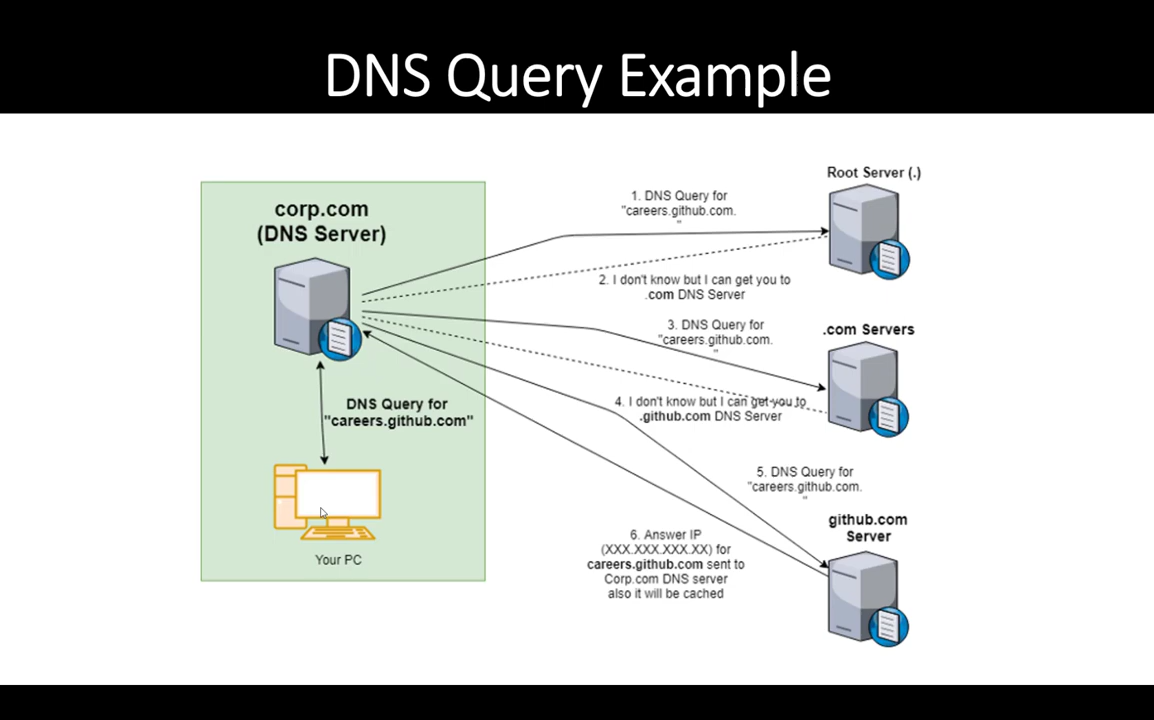 DNS Query Example
corp.com
(DNS Server)
DNS Query for
"careers.github.com"
Your PC
1. DNS Query for
"careers.github.com.
"
2. I don't know but I can get you to
.com DNS Server
3. DNS Query for
"careers.github.com.
"
4. I don't know but I can get you to
.github.com DNS Server
5. DNS Query for
"careers.github.com.
"
6. Answer IP
(XXX.XXX.XXX.XX) for
careers.github.com sent to
Corp.com DNS server
also it will be cached
Root Server (.)
.com Servers
github.com
Server